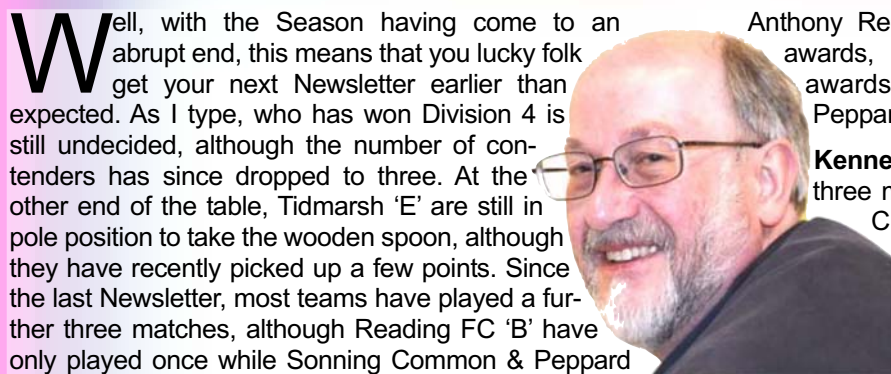 Well, with the Season having come to an
abrupt end, this means that you lucky folk
get your next Newsletter earlier than
expected. As I type, who has won Division 4 is
still undecided, although the number of con-
tenders has since dropped to three. At the
other end of the table, Tidmarsh ‘E’ are still in
pole position to take the wooden spoon, although
they have recently picked up a few points. Since
the last Newsletter, most teams have played a fur-
ther three matches, although Reading FC ‘B’ have
only played once while Sonning Common & Peppard
Anthony Re
awards,
awards
Peppar
Kenne
three m
C